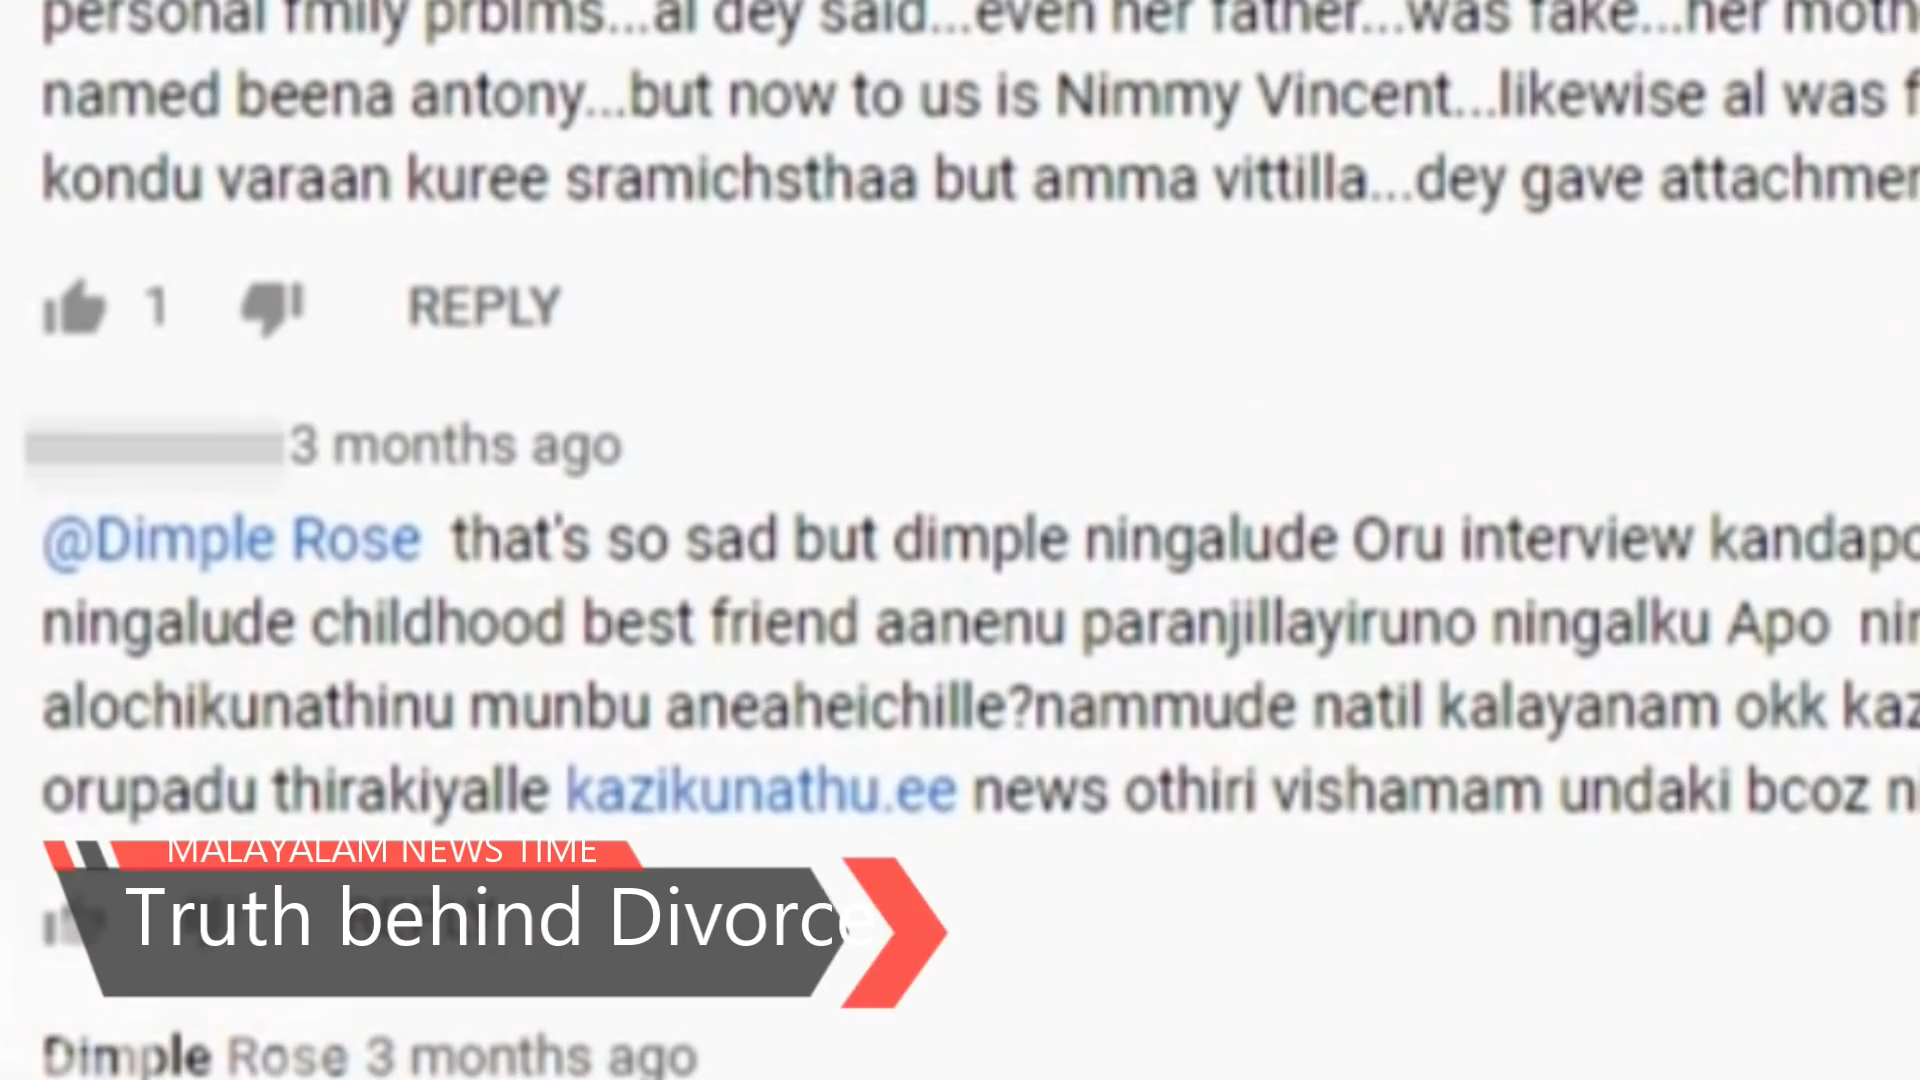 personal fmily prblms...al dey said...even her father...was fake...her moth
named beena antony...but now to us is Nimmy Vincent...likewise al was f
kondu varaan kuree sramichsthaa but amma vittilla...dey gave attachmen
1 REPLY
3 months ago
@Dimple Rose that's so sad but dimple ningalude Oru interview kandapo
ningalude childhood best friend aanenu paranjillayiruno ningalku Apo nin
alochikunathinu munbu aneaheichille?nammude natil kalayanam okk kaz
orupadu thirakiyalle kazikunathu.ee news othiri vishamam undaki bcoz ni
MALAYALAM NEWS TIME
Truth behind Divorce
Dimple Rose 3 months ago